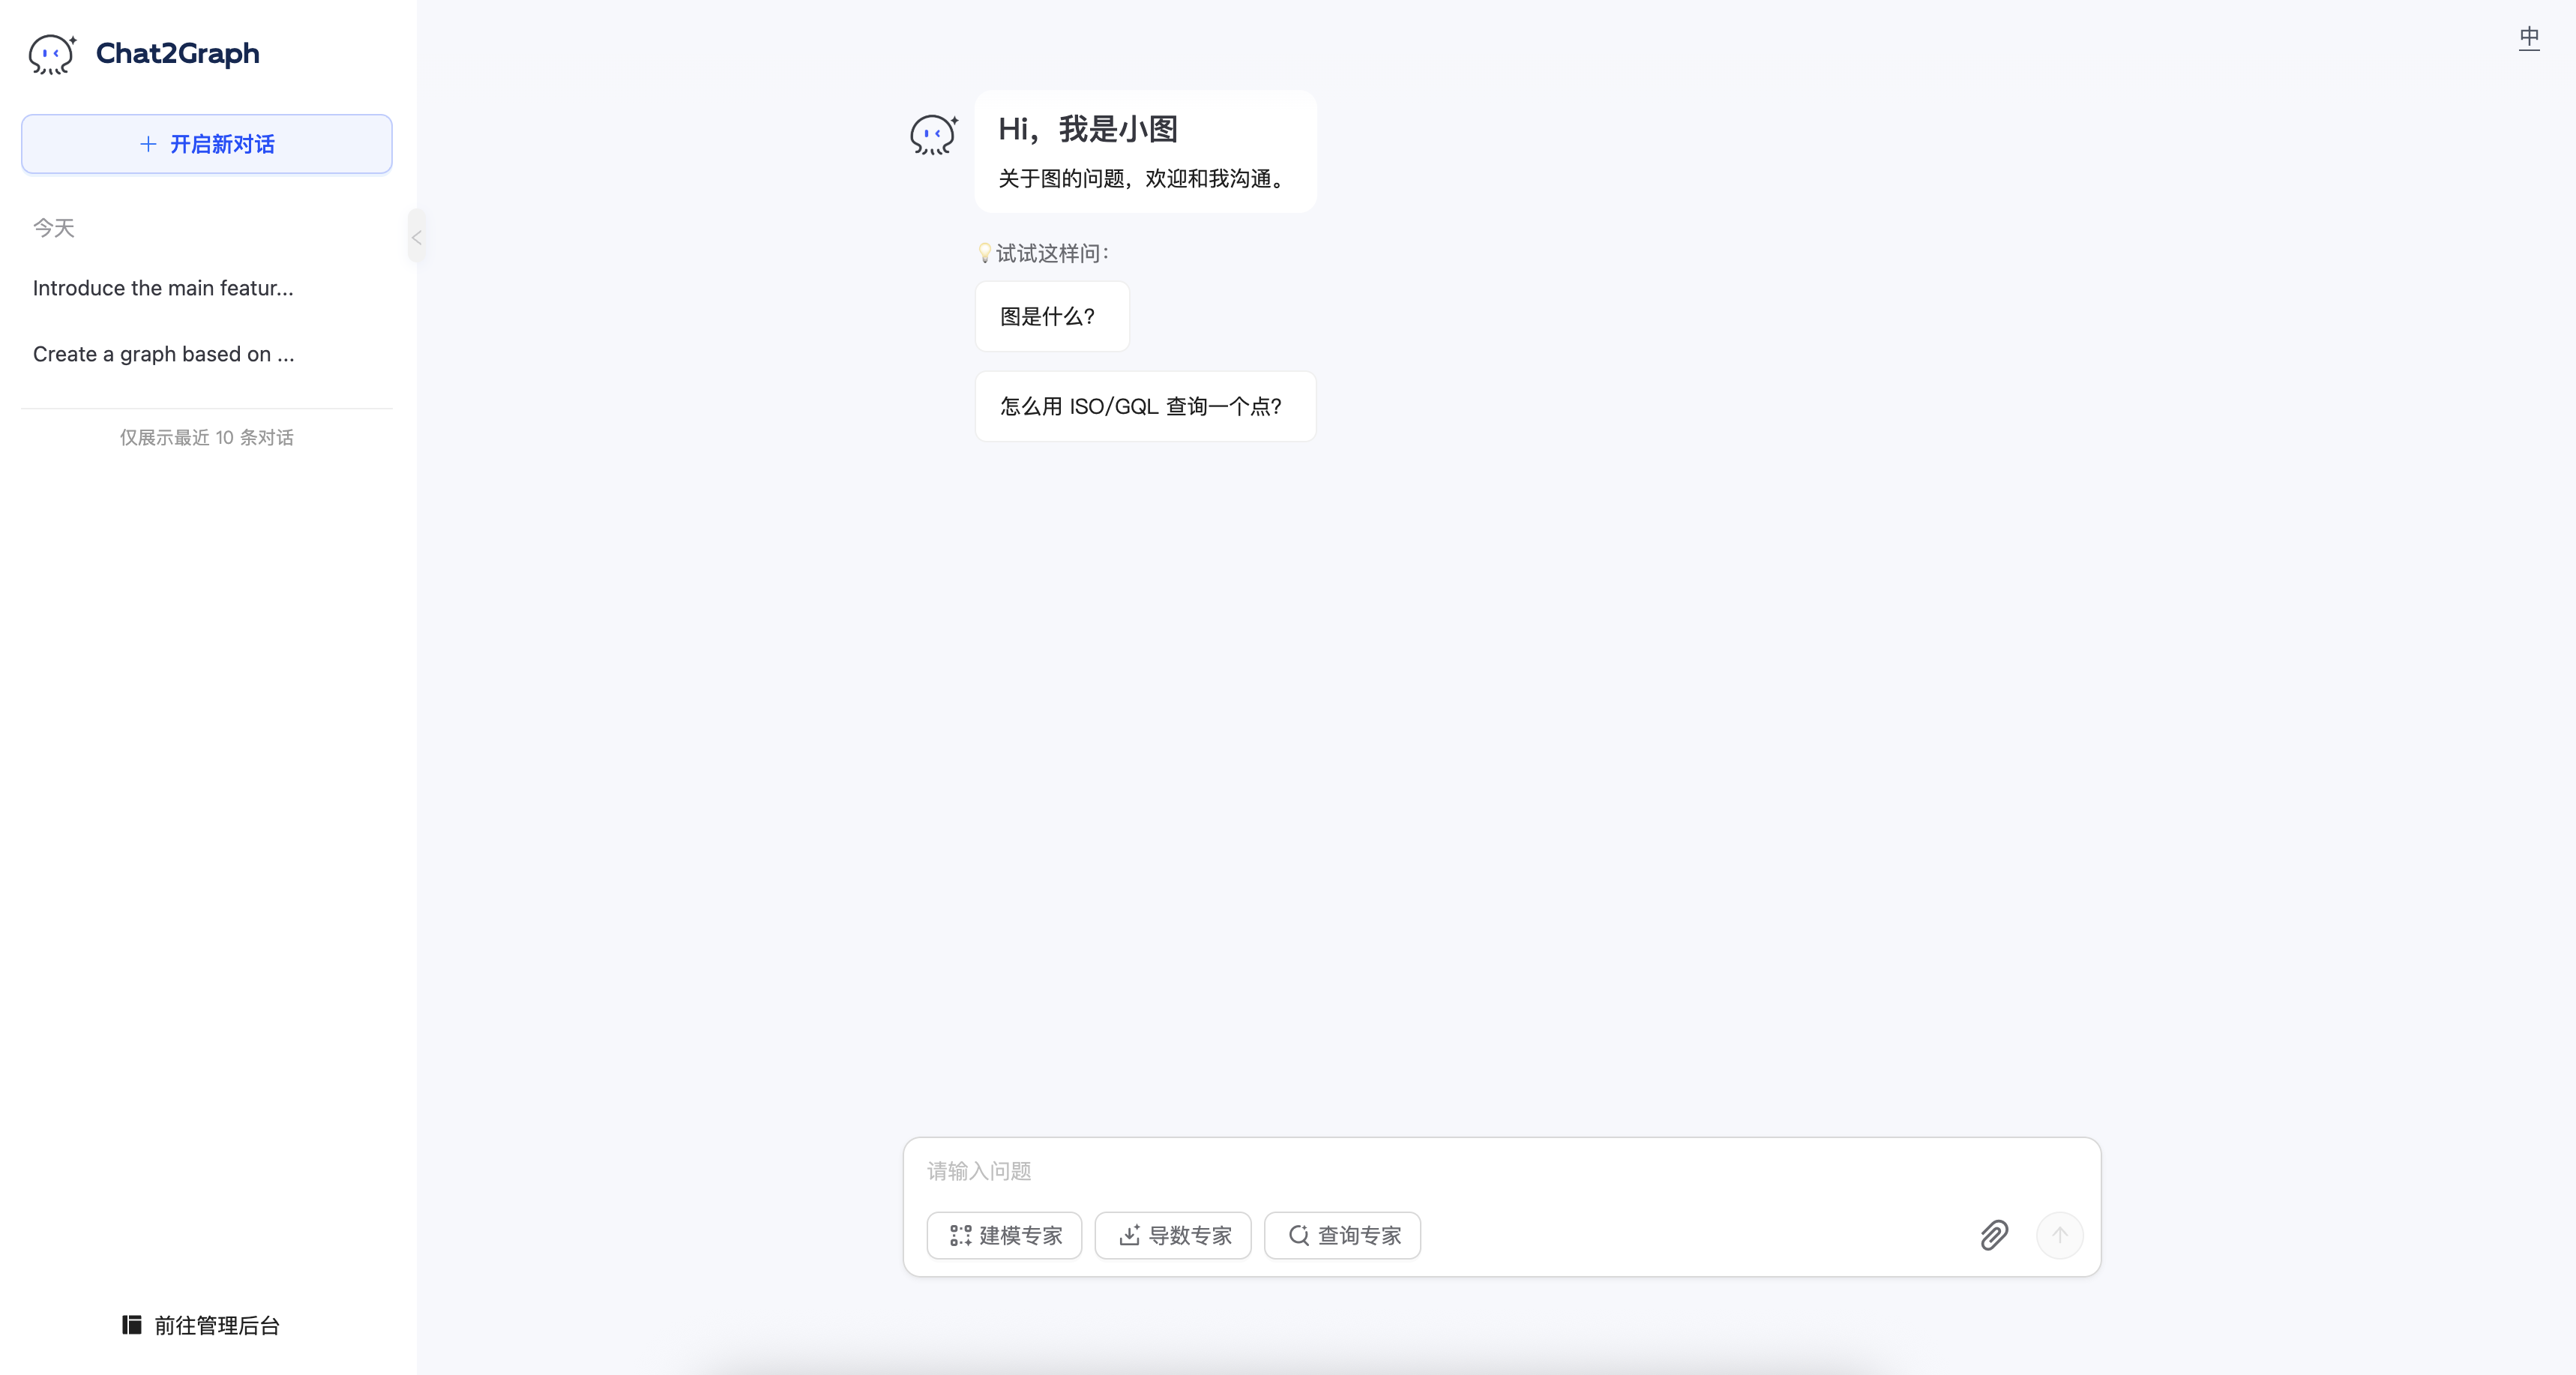 Chat2Graph
开启新对话
今天
Introduce the main featur...
Create a graph based on ...
仅展示最近 10 条对话
前往管理后台
中
Hi，我是小图
关于图的问题，欢迎和我沟通。
💡试试这样问：
图是什么？
怎么用 ISO/GQL 查询一个点？
请输入问题
建模专家
导数专家
查询专家